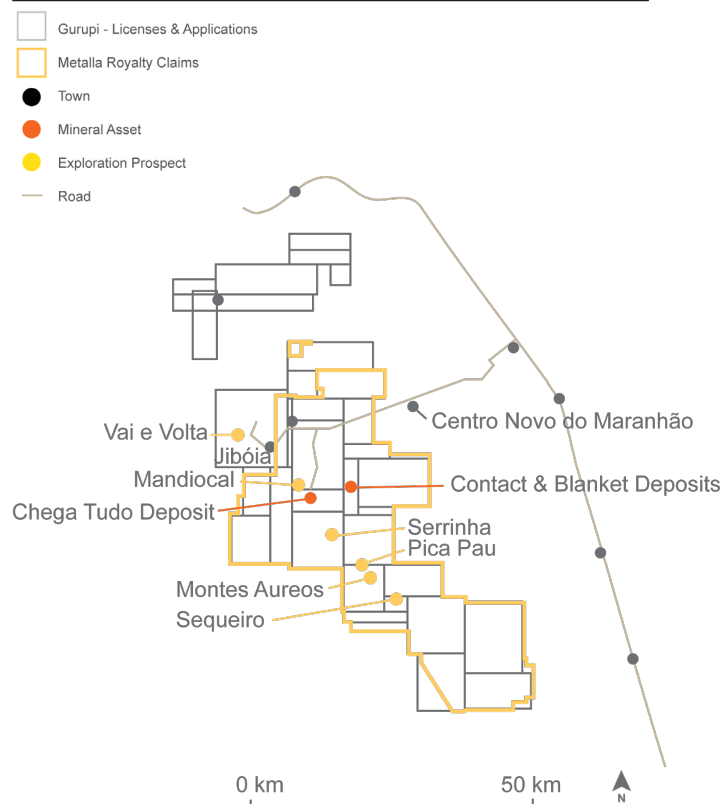 Gurupi - Licenses & Applications
Metalla Royalty Claims
Town
Mineral Asset
Exploration Prospect
Road
Centro Novo do Maranhão
Vai e Volta
Jibóia
Mandiocal
Contact & Blanket Deposits
Chega Tudo Deposit
Serrinha
Pica Pau
Montes Aureos
Sequeiro
0 km
50 km
N